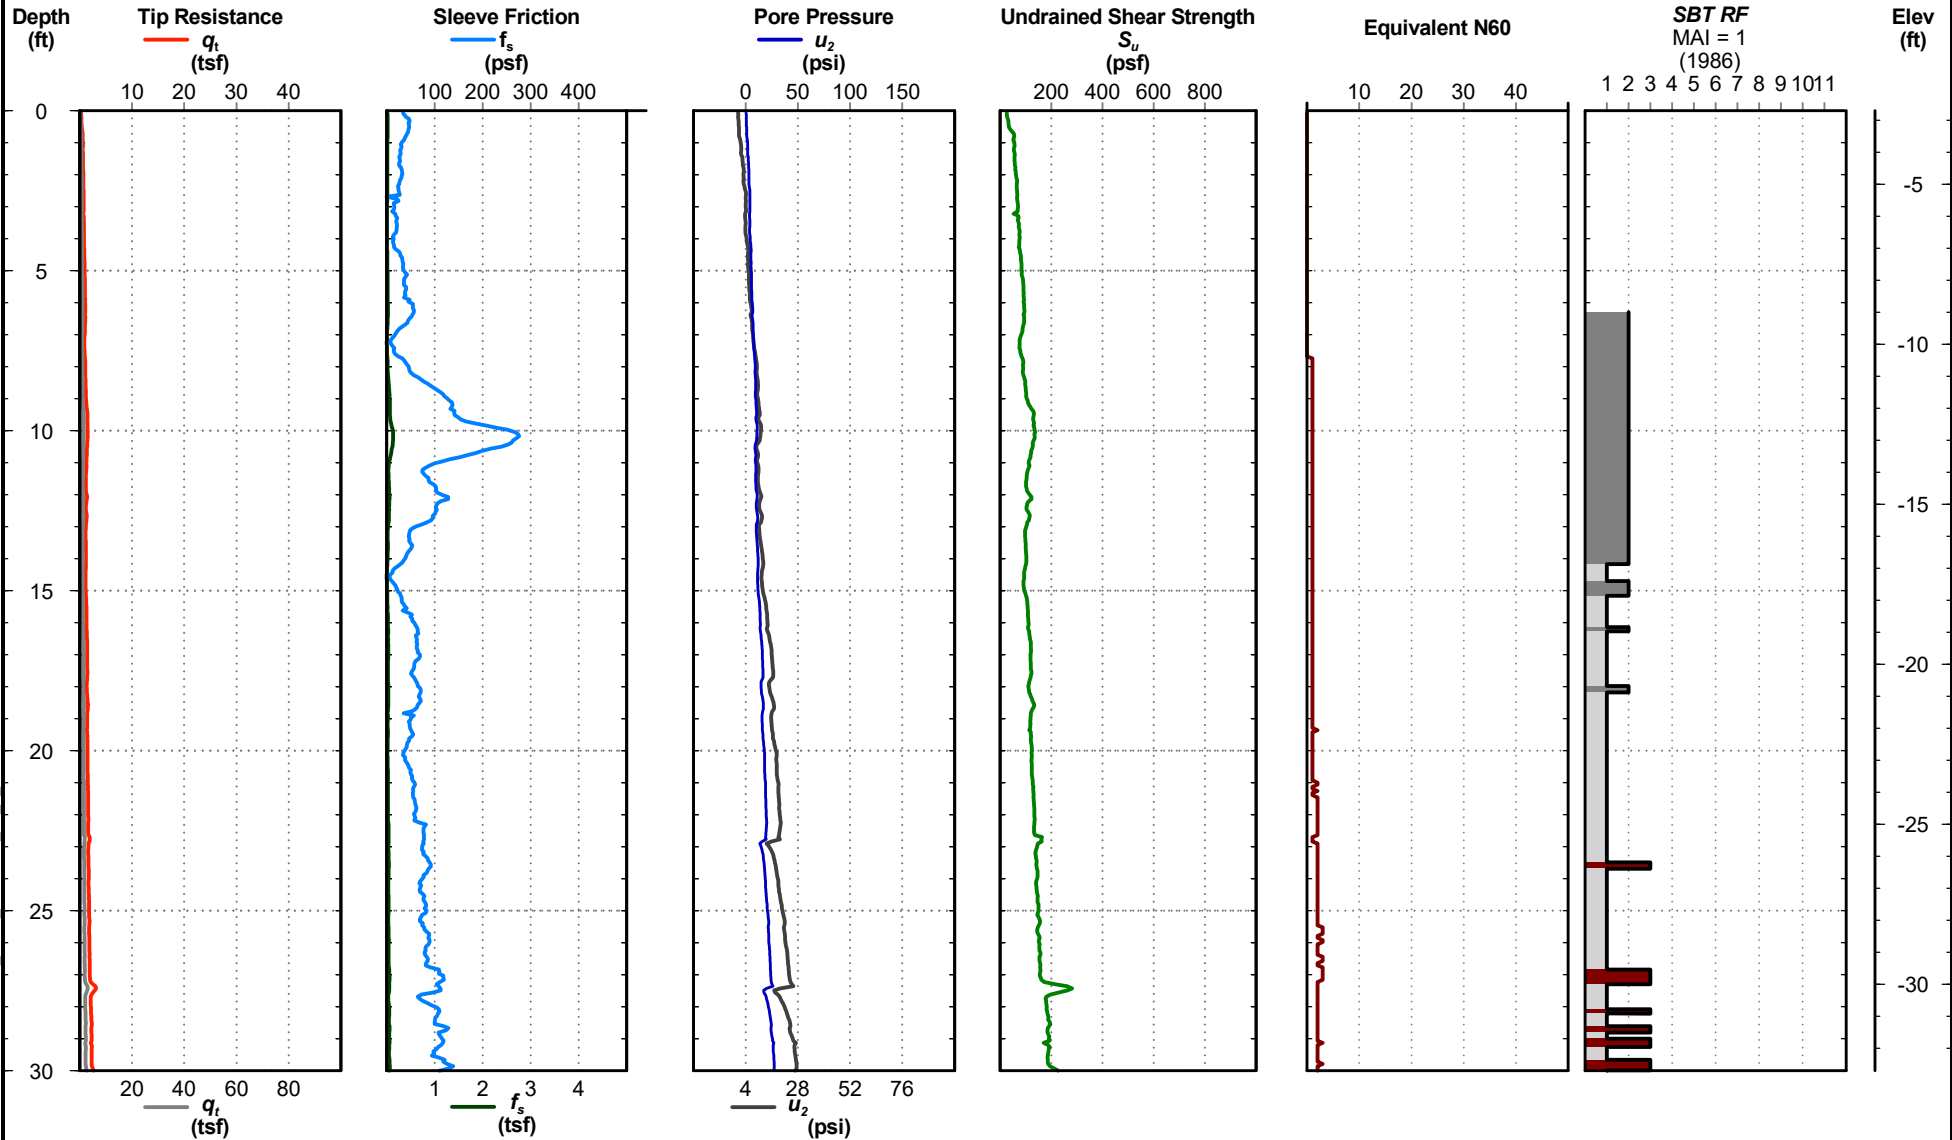 Depth
(ft)
Tip Resistance
qt
(tsf)
Sleeve Friction
fs
(psf)
Pore Pressure
u2
(psi)
Undrained Shear Strength
Su
(psf)
Equivalent N60
SBT RF
MAI = 1
(1986)
Elev
(ft)
10 20 30 40
100 200 300 400
0 50 100 150
200 400 600 800
10 20 30 40
1 2 3 4 5 6 7 8 9 1011
0
5
10
15
20
25
30
-5
-10
-15
-20
-25
-30
20 40 60 80
1 2 3 4
4 28 52 76
qt
(tsf)
fs
(tsf)
u2
(psi)